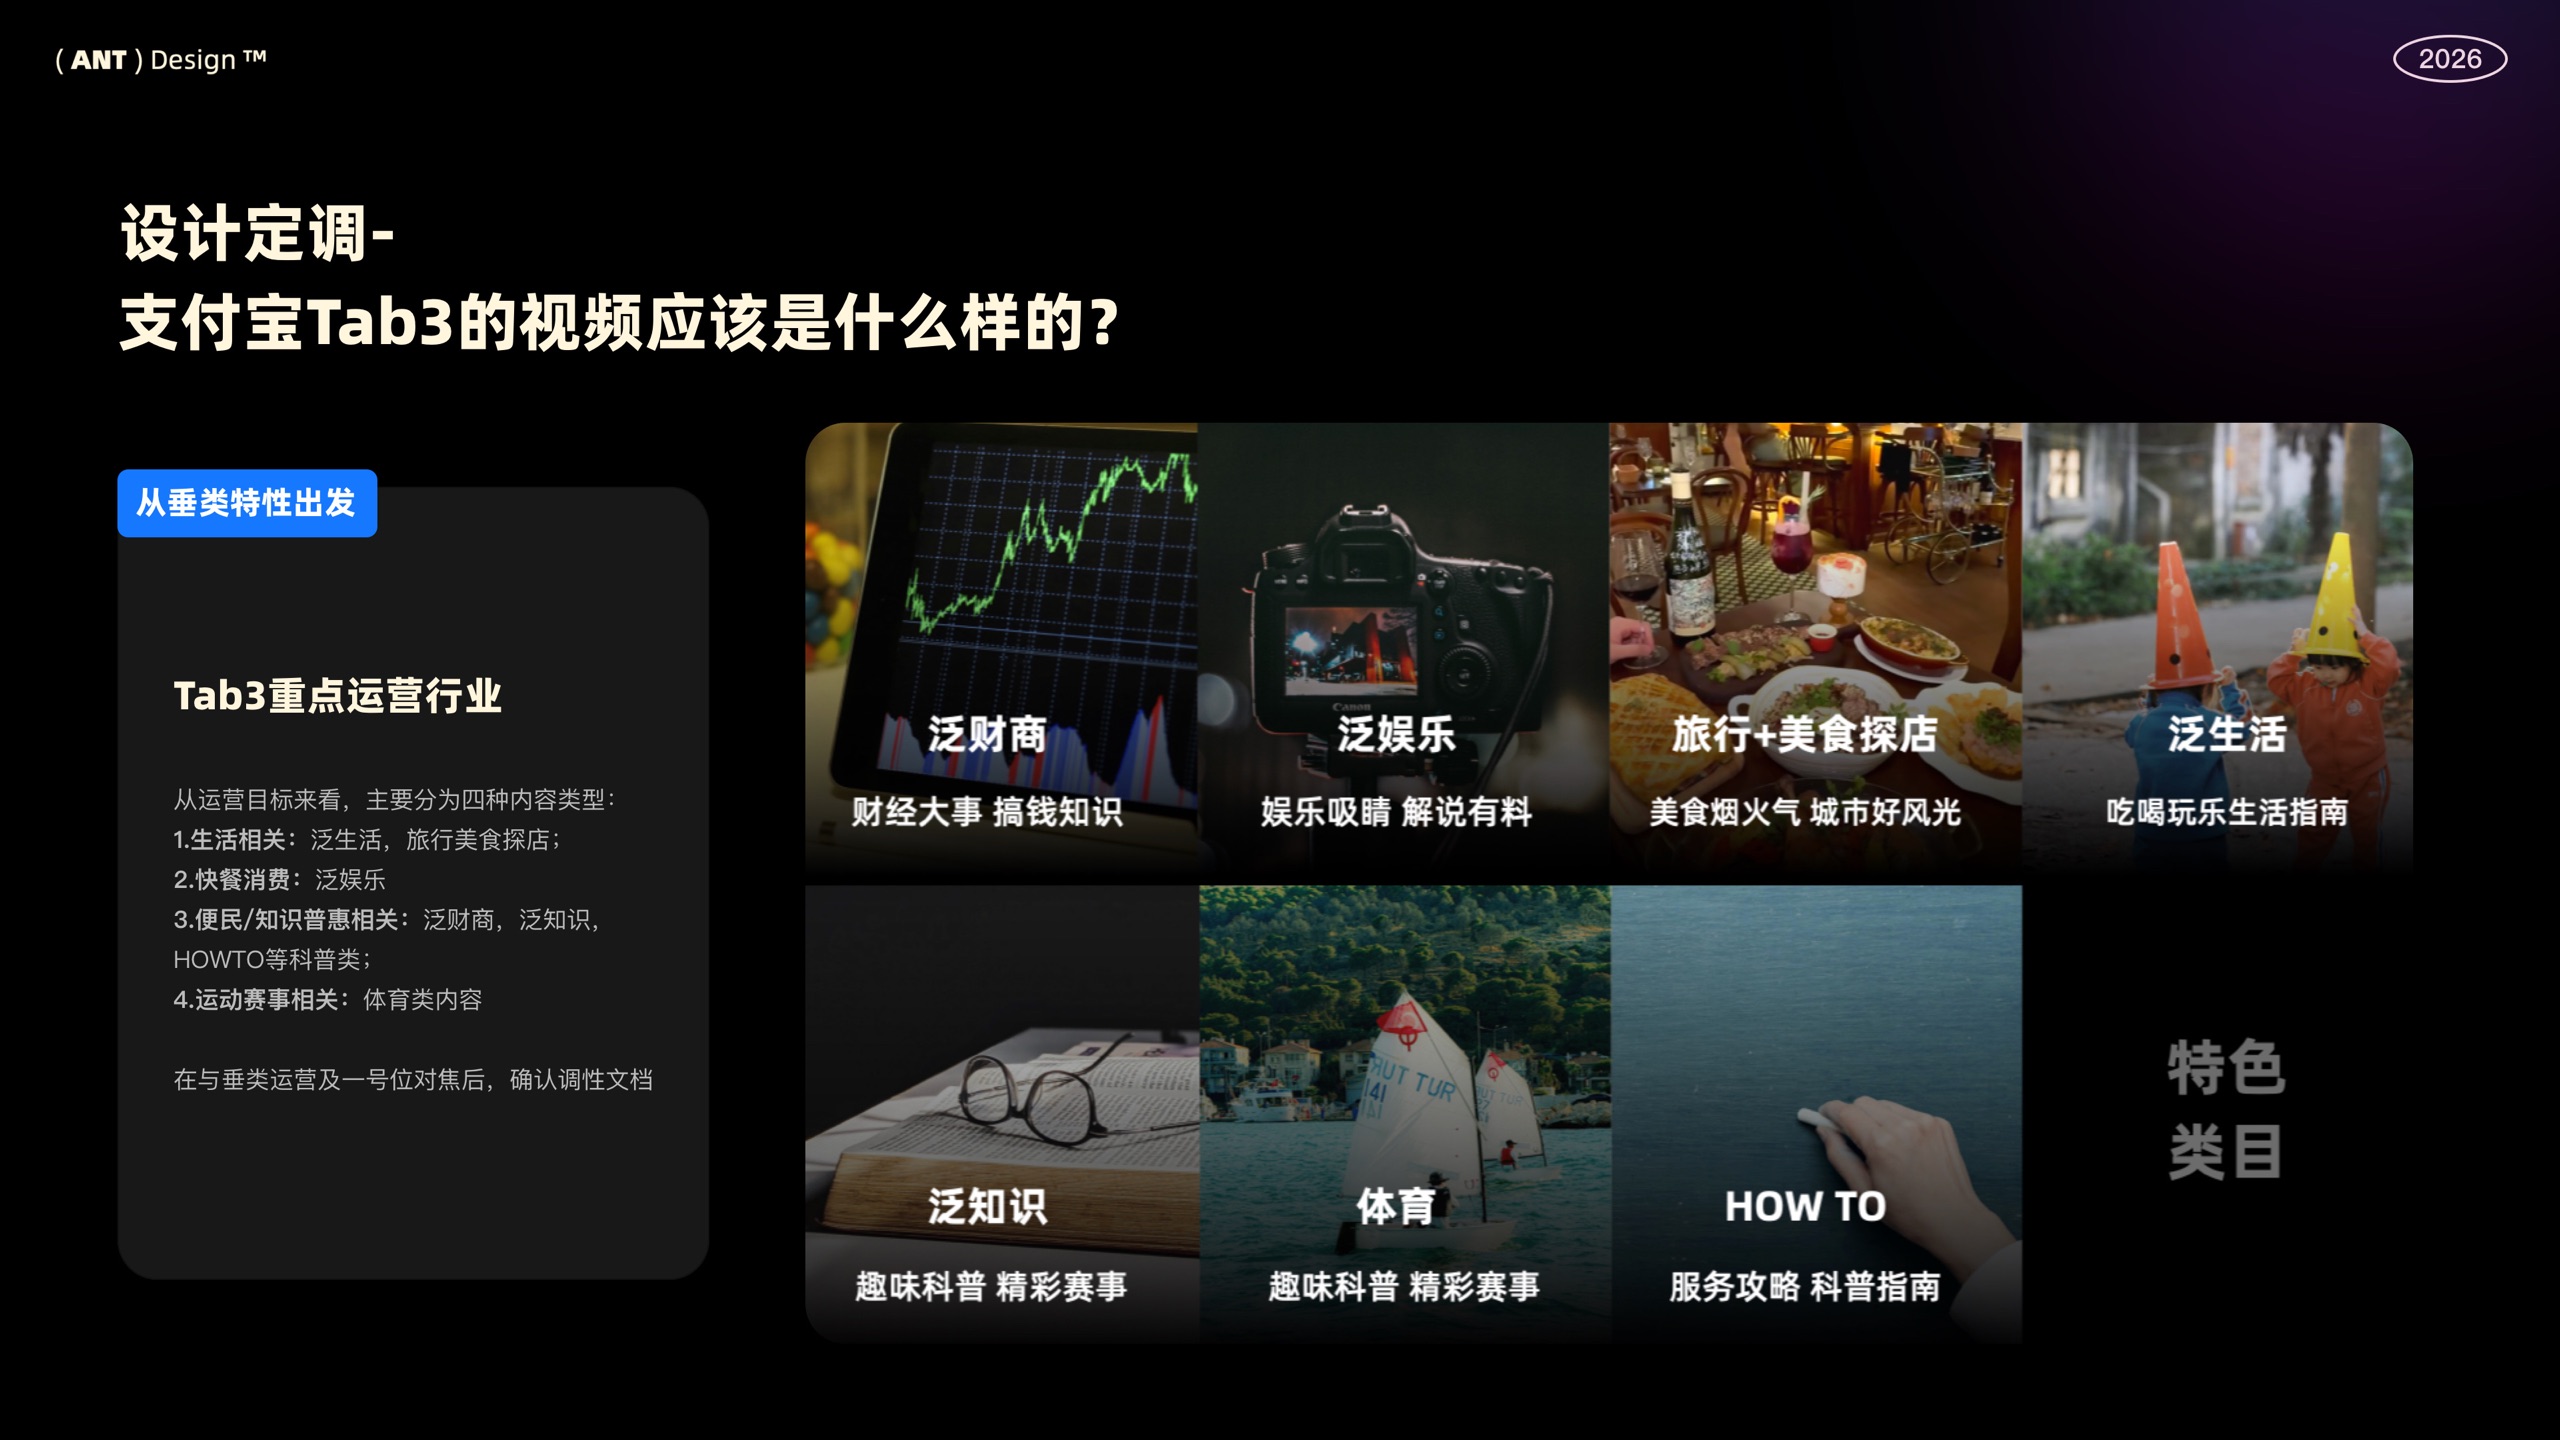 ( ANT ) Design ™
2026
设计定调-
支付宝Tab3的视频应该是什么样的？
从垂类特性出发
Tab3重点运营行业
从运营目标来看，主要分为四种内容类型：
1.生活相关：泛生活，旅行美食探店；
2.快餐消费：泛娱乐
3.便民/知识普惠相关：泛财商，泛知识，
HOWTO等科普类；
4.运动赛事相关：体育类内容
在与垂类运营及一号位对焦后，确认调性文档
泛财商
财经大事 搞钱知识
Canon
泛娱乐
娱乐吸睛 解说有料
旅行+美食探店
美食烟火气 城市好风光
泛生活
吃喝玩乐生活指南
泛知识
趣味科普 精彩赛事
TUR
141
体育
趣味科普 精彩赛事
HOW TO
服务攻略 科普指南
特色
类目